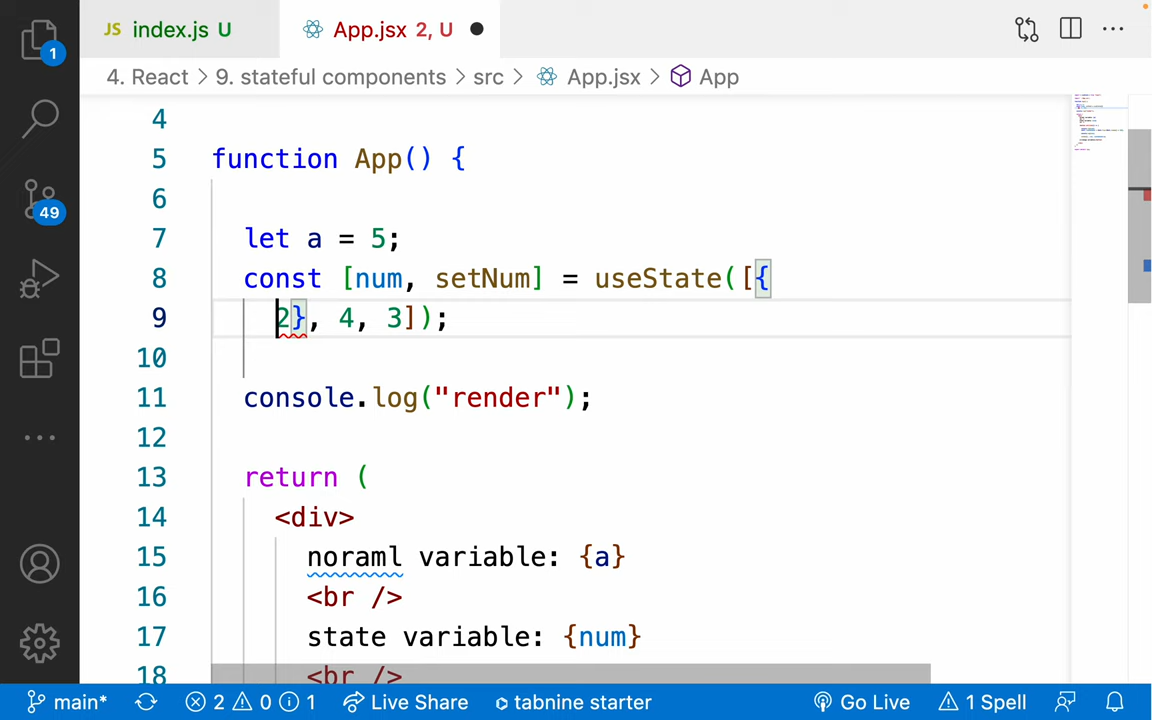 JS index.js U App.jsx 2, U
1
4. React > 9. stateful components > src > App.jsx > App
4
5 function App() {
6
7 let a = 5;
8 const [num, setNum] = useState([{
9 2}, 4, 3]);
10
11 console.log("render");
12
13 return (
14 <div>
15 noraml variable: {a}
16 <br />
17 state variable: {num}
18 <br />
49
main* 2 0 1 Live Share tabnine starter Go Live 1 Spell